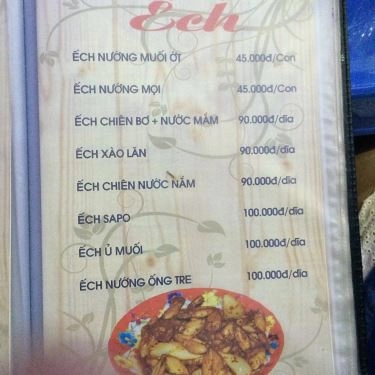 Ếch
ẾCH NƯỚNG MUỐI ỚT 45.000đ/Con
ẾCH NƯỚNG MỌI 45.000đ/Con
ẾCH CHIÊN BƠ + NƯỚC MẮM 90.000đ/dĩa
ẾCH XÀO LĂN 90.000đ/dĩa
ẾCH CHIÊN NƯỚC NẮM 90.000đ/dĩa
ẾCH SAPO 100.000đ/dĩa
ẾCH Ủ MUỐI 100.000đ/dĩa
ẾCH NƯỚNG ỐNG TRE 100.000đ/dĩa